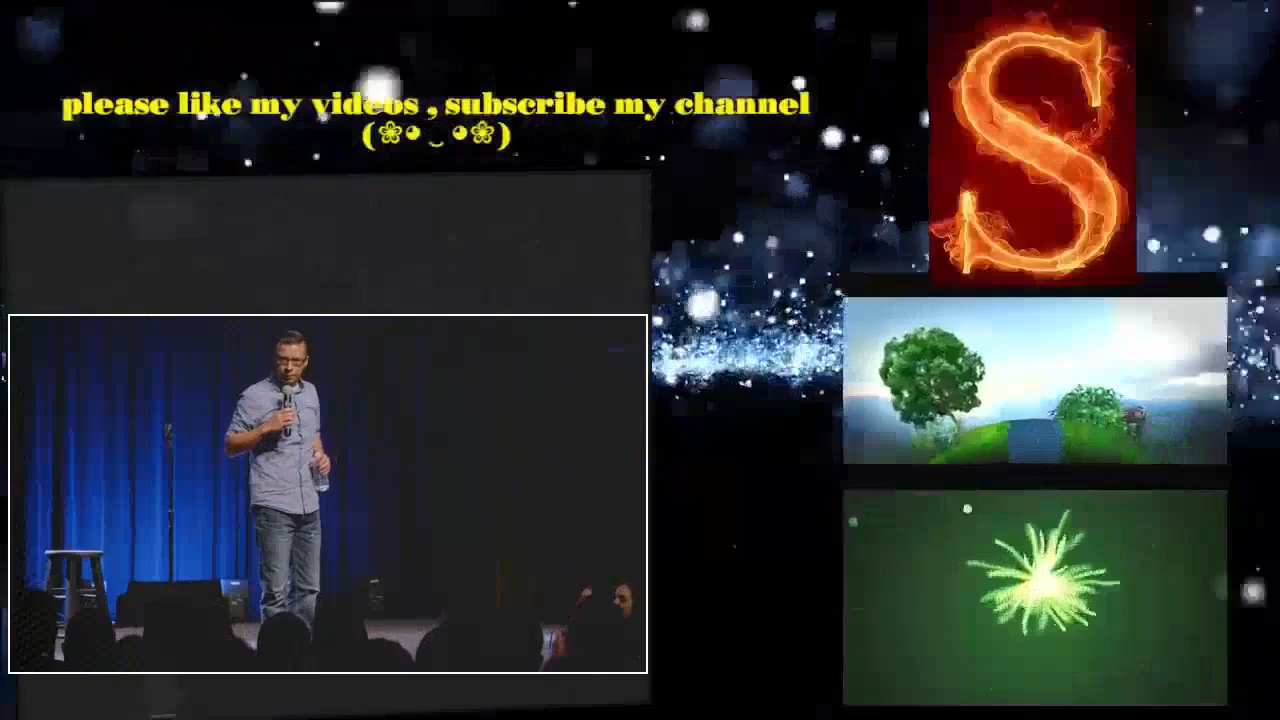 please like my videos , subscribe my channel
(❀◕ ‿ ◕❀)
S